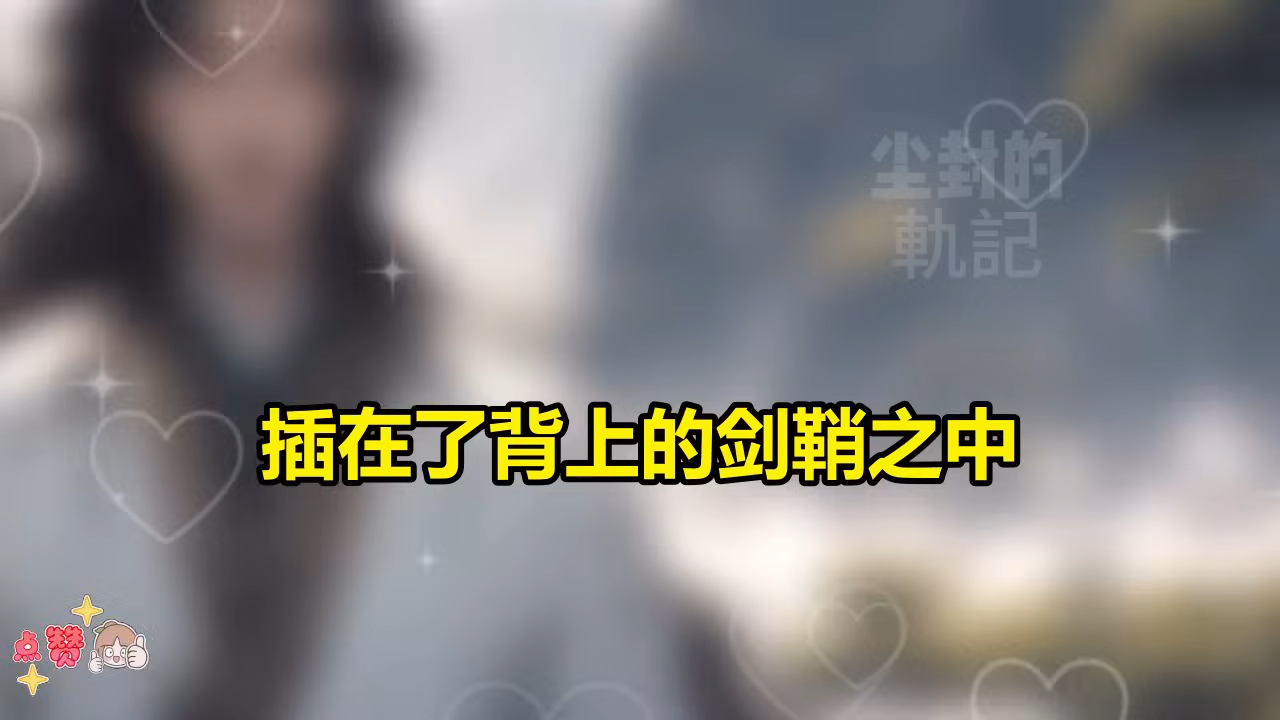 尘封的
軌記
插在了背上的剑鞘之中
点赞